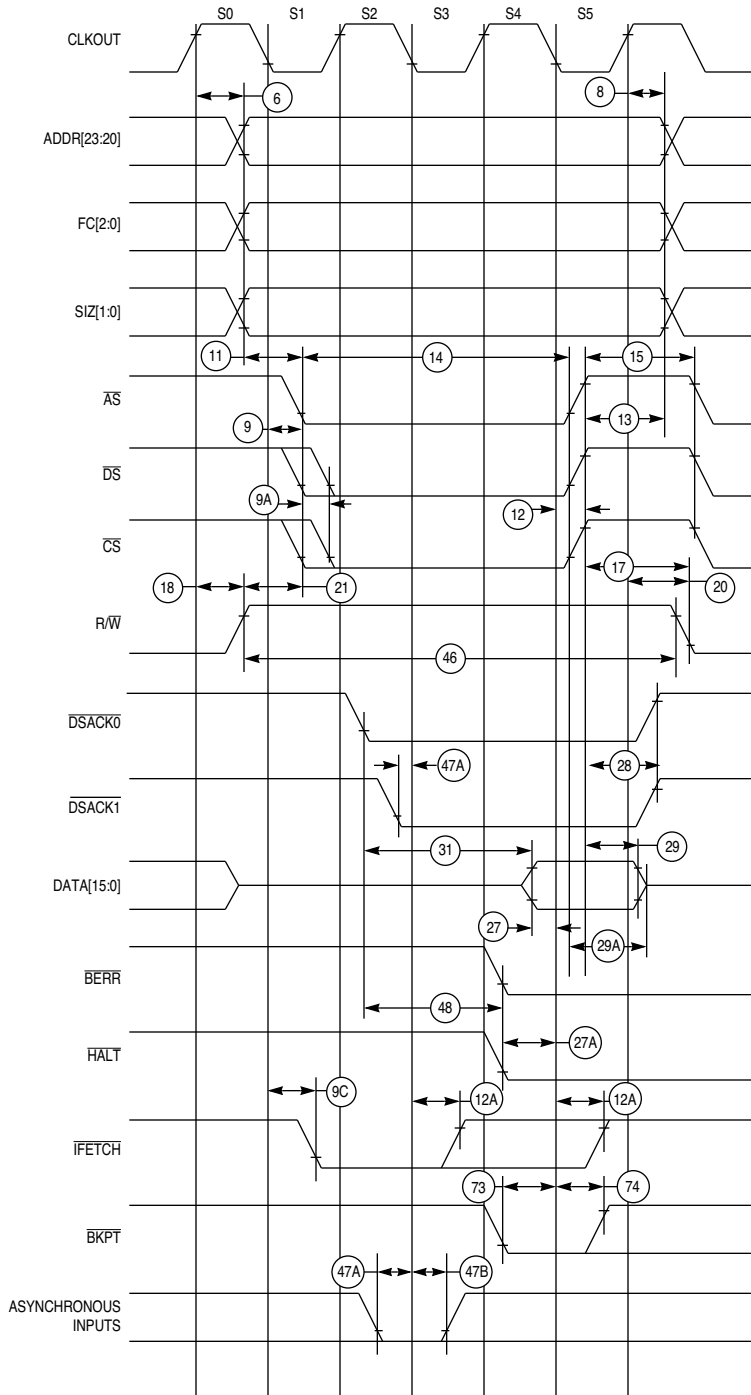 S0 S1 S2 S3 S4 S5
CLKOUT
6 8
ADDR[23:20]
FC[2:0]
SIZ[1:0]
11 14 15
AS
9 13
DS
9A 12
CS
17
18 21 20
R/W
46
DSACK0
47A 28
DSACK1
31 29
DATA[15:0]
27 29A
BERR
48
27A
HALT
9C 12A 12A
IFETCH
73 74
BKPT
47A 47B
ASYNCHRONOUS
INPUTS